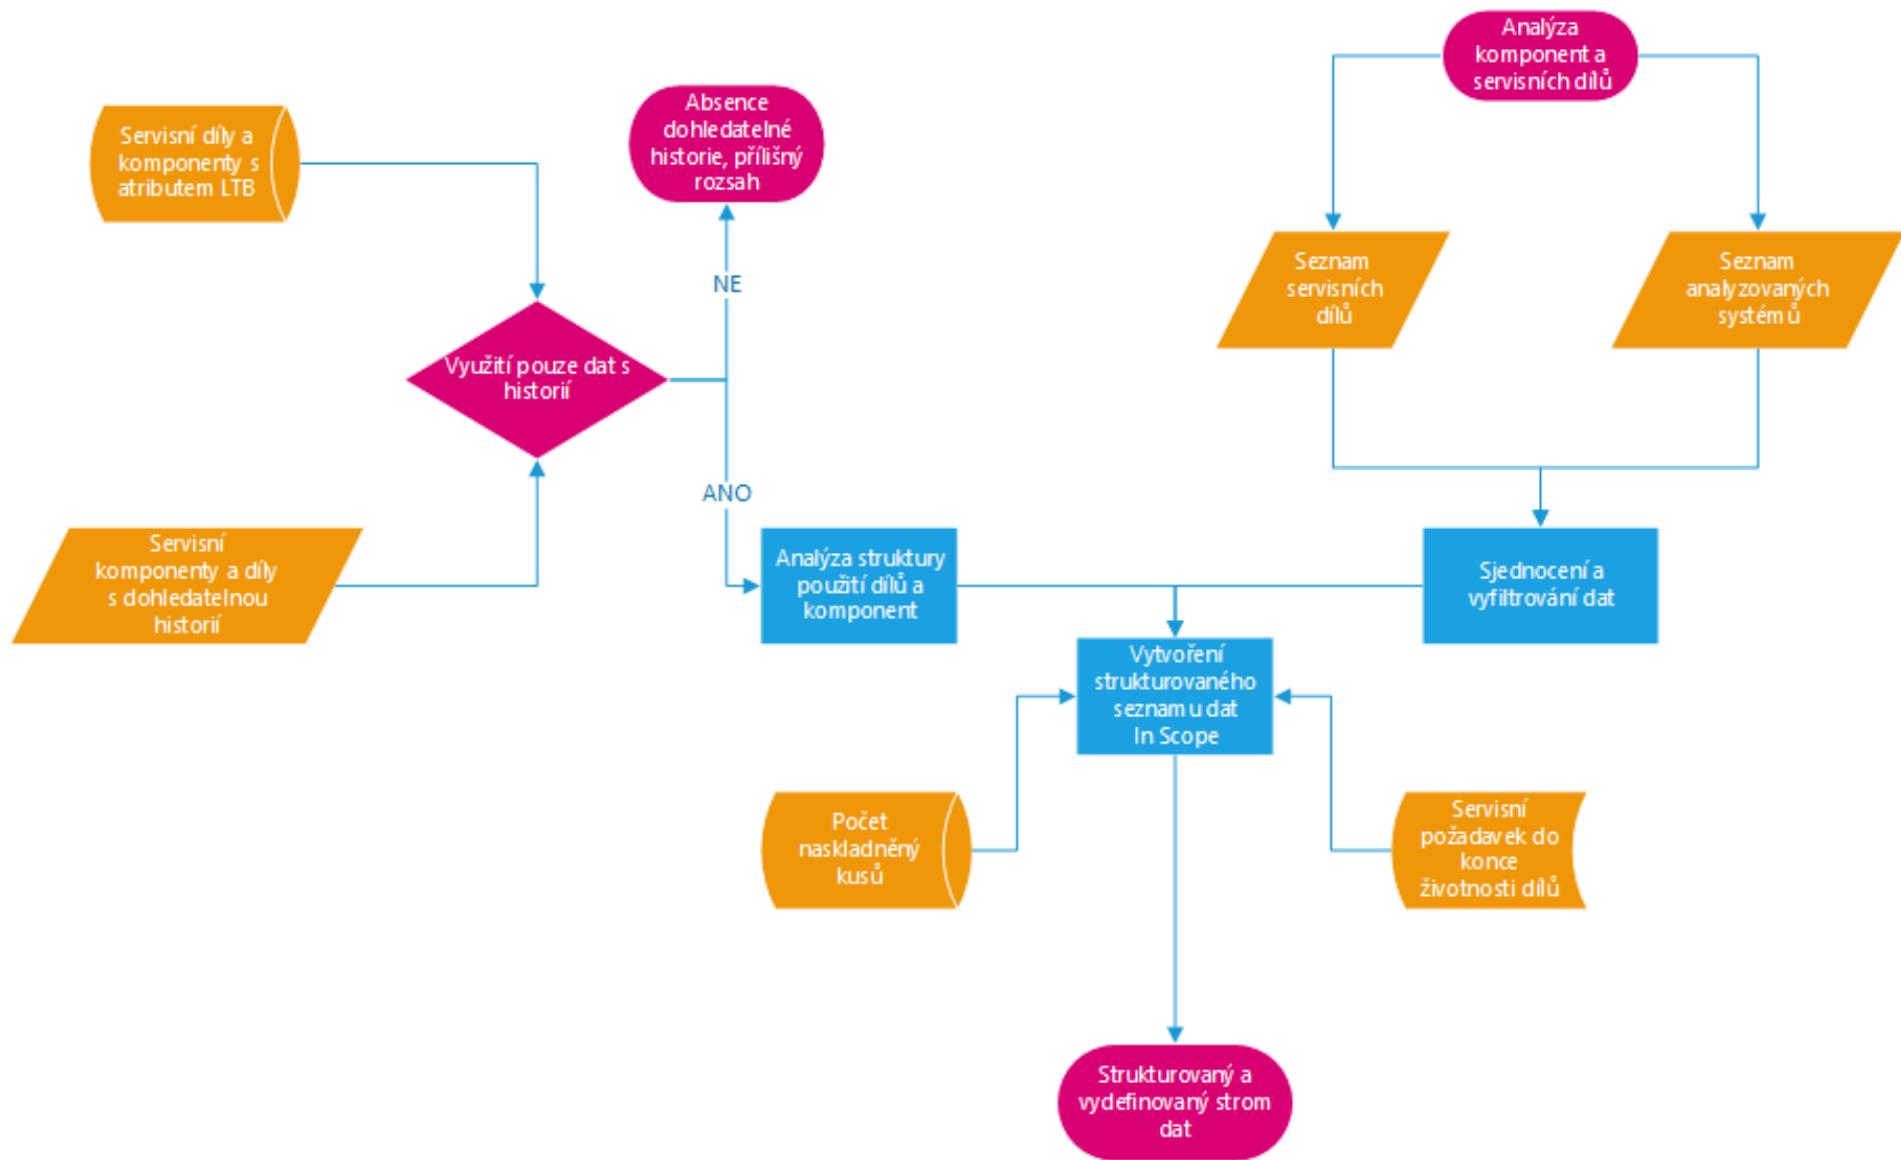 Analýza
komponent a
servisních dílů
Absence
dohledatelné
historie, přílišný
rozsah
Servisní díly a
komponenty s
atributem LTB
Seznam
servisních
dílů
Seznam
analyzovaných
systémů
NE
Využití pouze dat s
historií
ANO
Servisní
komponenty a díly
s dohledatelnou
historií
Analýza struktury
použití dílů a
komponent
Sjednocení a
vyfiltrování dat
Vytvoření
strukturovaného
seznamu dat
In Scope
Počet
naskladněný
kusů
Servisní
požadavek do
konce
životnosti dílů
Strukturovaný a
vydefinovaný strom
dat